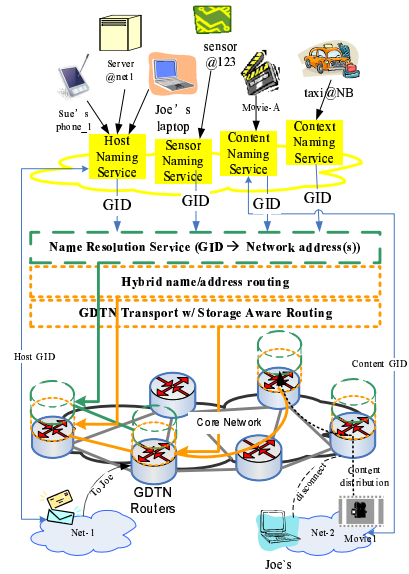 sensor
@123
Server
@net1
taxi@NB
Sue's
phone_1
Joe's
laptop
Movie-A
Host
Naming
Service
Sensor
Naming
Service
Content
Naming
Service
Context
Naming
Service
GID
GID
GID
GID
Name Resolution Service (GID → Network address(s))
Hybrid name/address routing
GDTN Transport w/ Storage Aware Routing
Host GID
Content GID
Core Network
To Joe
GDTN
Routers
disconnect
Content
distribution
Net-1
Net-2
Movie1
Joe`s